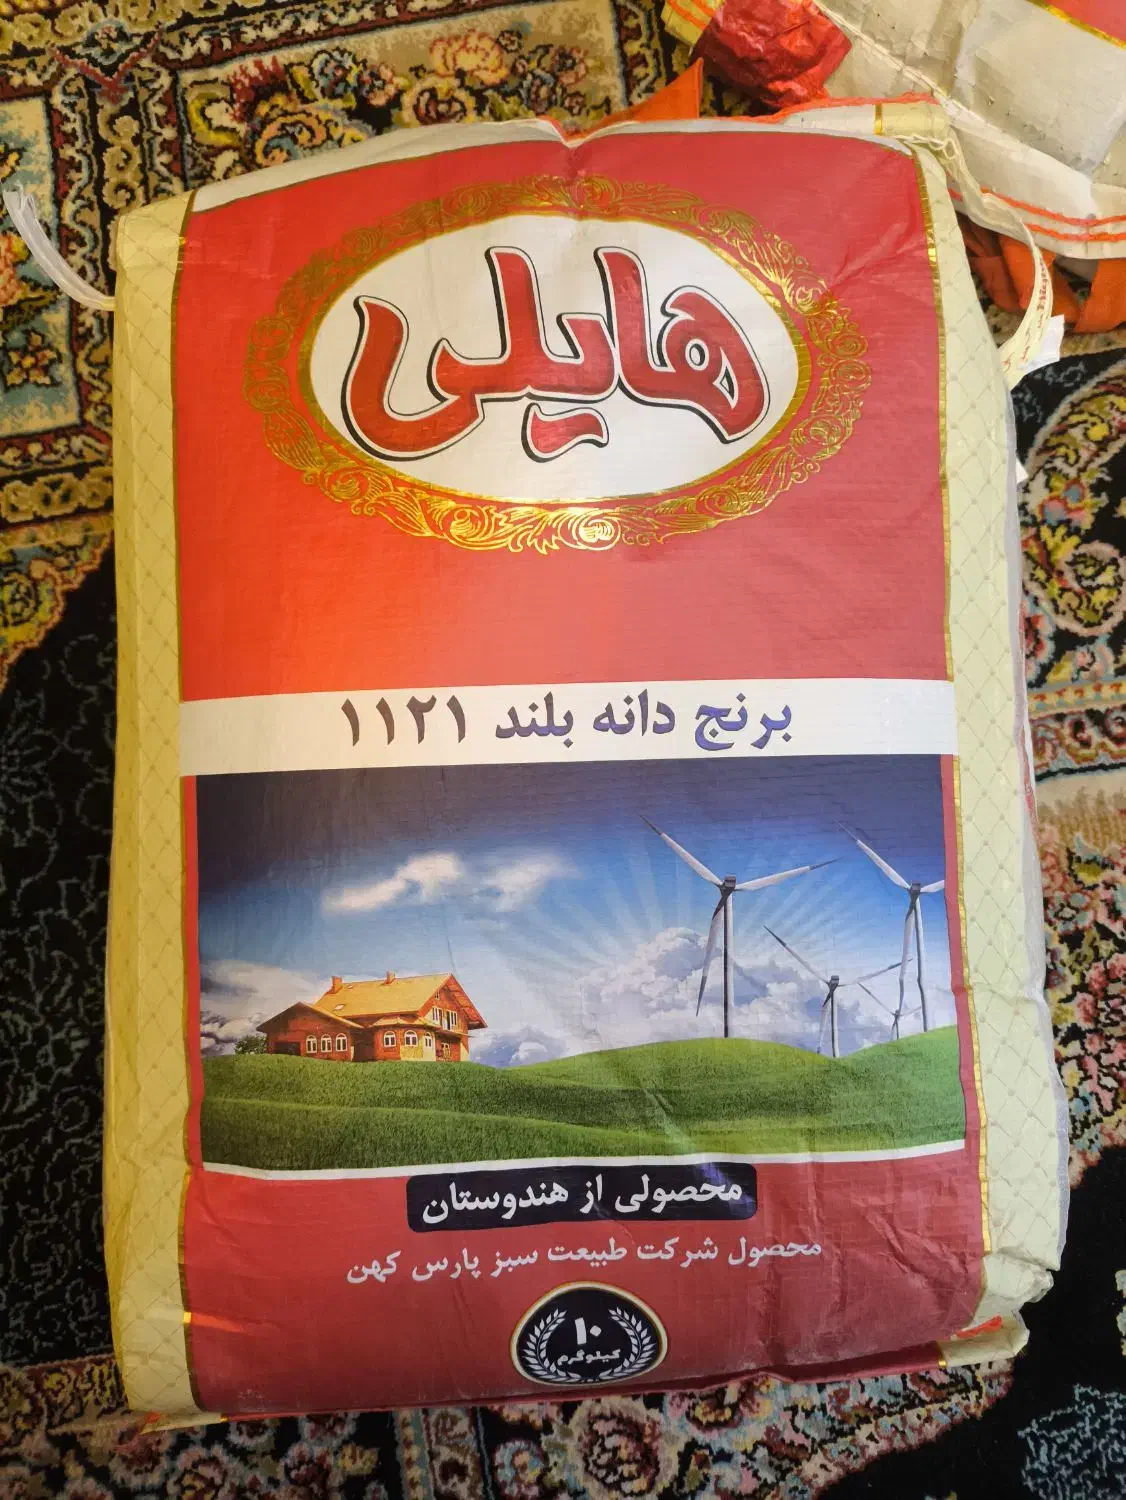 هایلی
برنج دانه بلند ۱۱۲۱
محصولی از هندوستان
محصول شرکت طبیعت سبز پارس کهن
۱۰
کیلوگرم